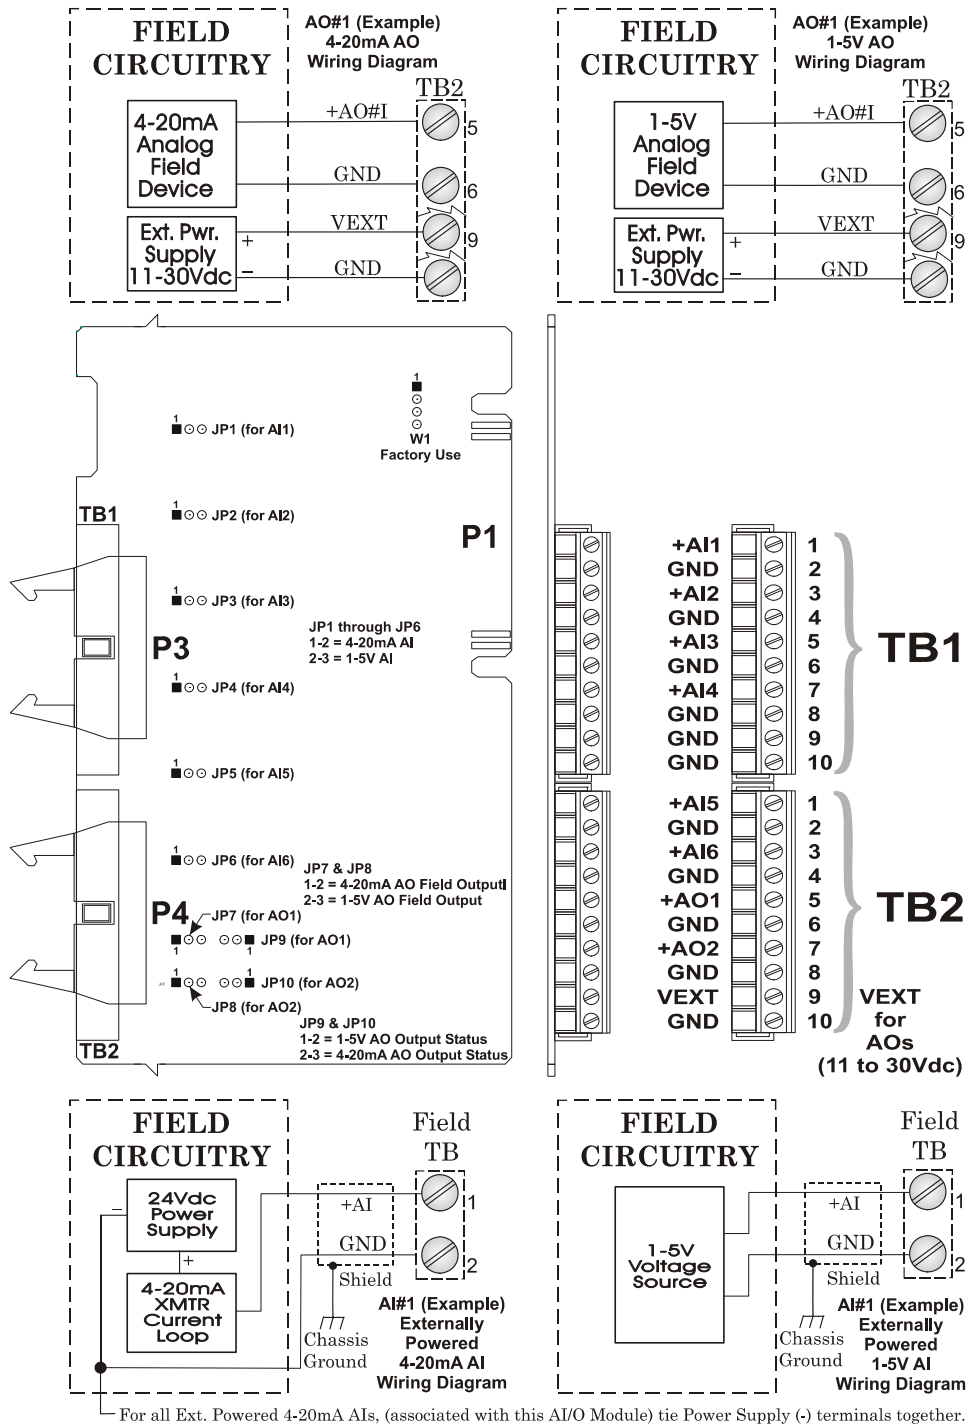 FIELD
CIRCUITRY
AO#1 (Example)
4-20mA AO
Wiring Diagram
TB2
4-20mA
Analog
Field
Device
+AO#I
5
GND
6
Ext. Pwr.
Supply
11-30Vdc
+
VEXT
9
–
GND
FIELD
CIRCUITRY
AO#1 (Example)
1-5V AO
Wiring Diagram
TB2
1-5V
Analog
Field
Device
+AO#I
5
GND
6
Ext. Pwr.
Supply
11-30Vdc
+
VEXT
9
–
GND
1
W1
Factory Use
1
JP1 (for AI1)
TB1
1
JP2 (for AI2)
P1
1
JP3 (for AI3)
JP1 through JP6
1-2 = 4-20mA AI
2-3 = 1-5V AI
P3
1
JP4 (for AI4)
1
JP5 (for AI5)
1
JP6 (for AI6)
JP7 & JP8
1-2 = 4-20mA AO Field Output
2-3 = 1-5V AO Field Output
P4
JP7 (for AO1)
JP9 (for AO1)
1 1
1 1
JP10 (for AO2)
JP8 (for AO2)
JP9 & JP10
1-2 = 1-5V AO Output Status
2-3 = 4-20mA AO Output Status
TB2
+AI1 1
GND 2
+AI2 3
GND 4
+AI3 5
GND 6
+AI4 7
GND 8
GND 9
GND 10
TB1
+AI5 1
GND 2
+AI6 3
GND 4
+AO1 5
GND 6
+AO2 7
GND 8
VEXT 9
GND 10
TB2
VEXT
for
AOs
(11 to 30Vdc)
FIELD
CIRCUITRY
Field
TB
24Vdc
Power
Supply
–
+
4-20mA
XMTR
Current
Loop
+AI
1
GND
2
Shield
Chassis
Ground
AI#1 (Example)
Externally
Powered
4-20mA AI
Wiring Diagram
FIELD
CIRCUITRY
Field
TB
1-5V
Voltage
Source
+AI
1
GND
2
Shield
Chassis
Ground
AI#1 (Example)
Externally
Powered
1-5V AI
Wiring Diagram
For all Ext. Powered 4-20mA AIs, (associated with this AI/O Module) tie Power Supply (-) terminals together.